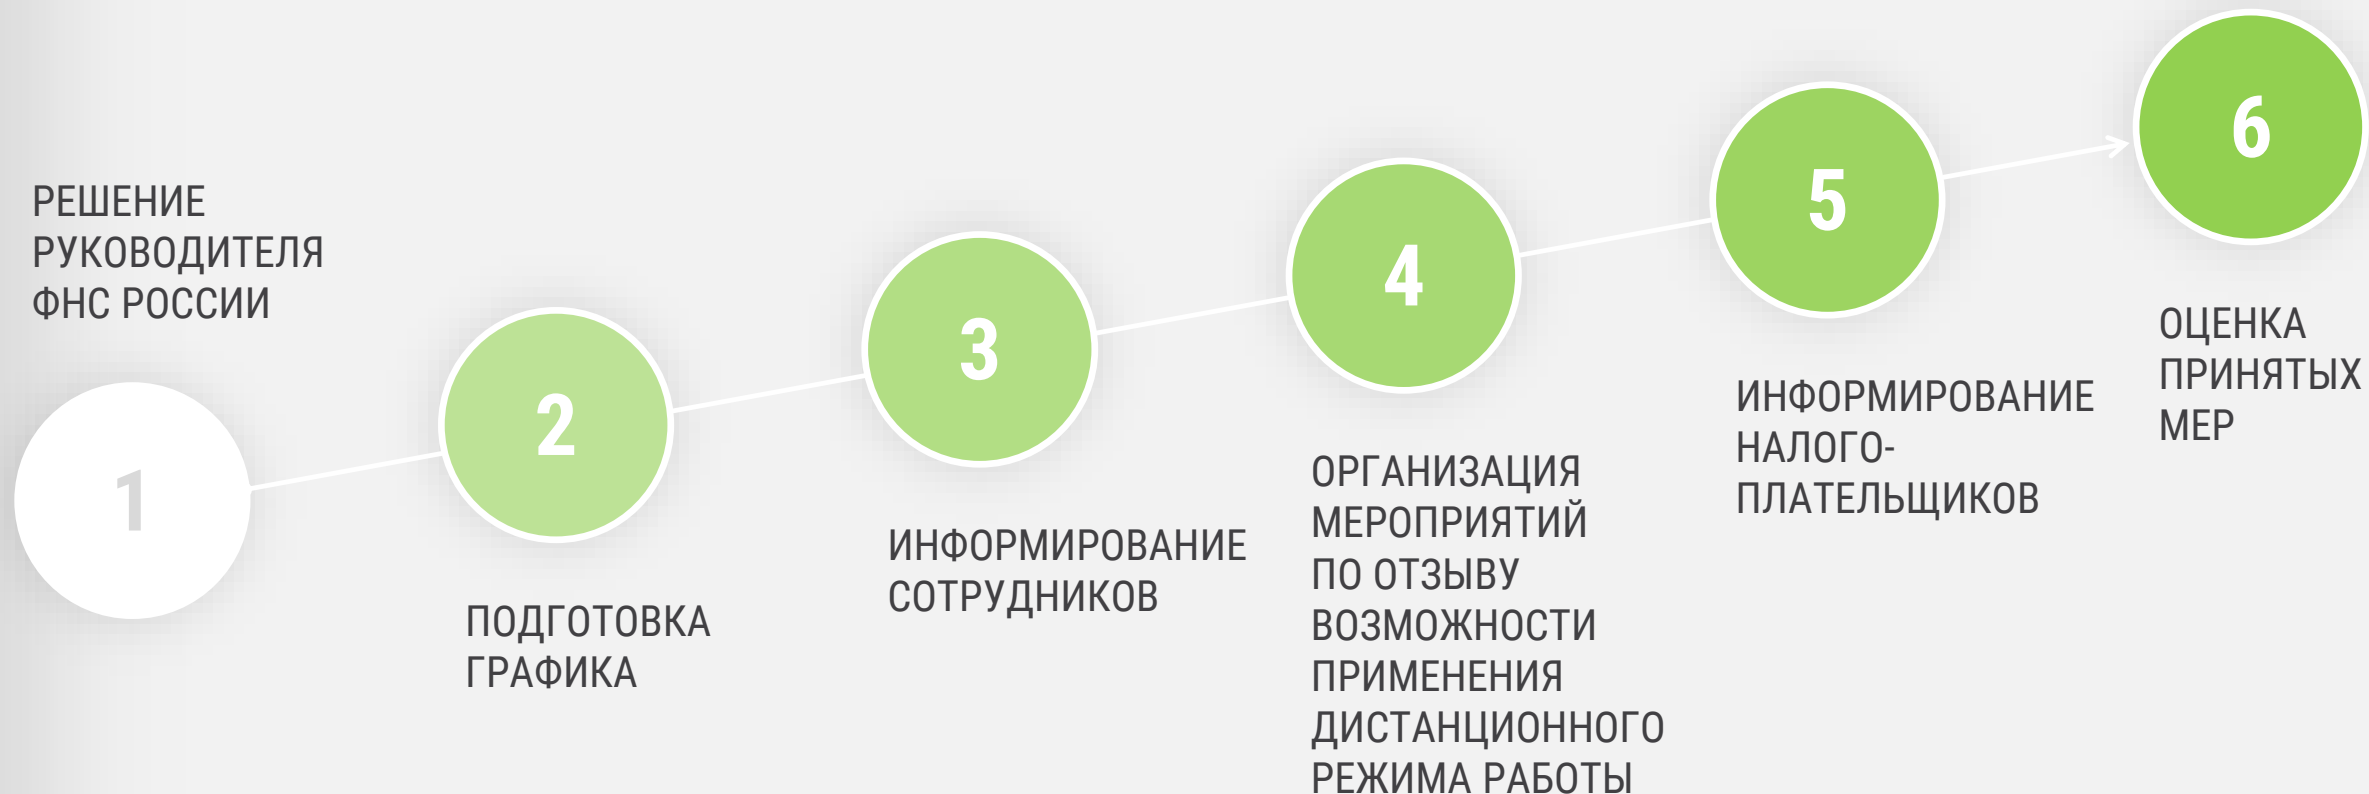 РЕШЕНИЕ
РУКОВОДИТЕЛЯ
ФНС РОССИИ
1
2
ПОДГОТОВКА
ГРАФИКА
3
ИНФОРМИРОВАНИЕ
СОТРУДНИКОВ
4
ОРГАНИЗАЦИЯ
МЕРОПРИЯТИЙ
ПО ОТЗЫВУ
ВОЗМОЖНОСТИ
ПРИМЕНЕНИЯ
ДИСТАНЦИОННОГО
РЕЖИМА РАБОТЫ
5
ИНФОРМИРОВАНИЕ
НАЛОГО-
ПЛАТЕЛЬЩИКОВ
6
ОЦЕНКА
ПРИНЯТЫХ
МЕР